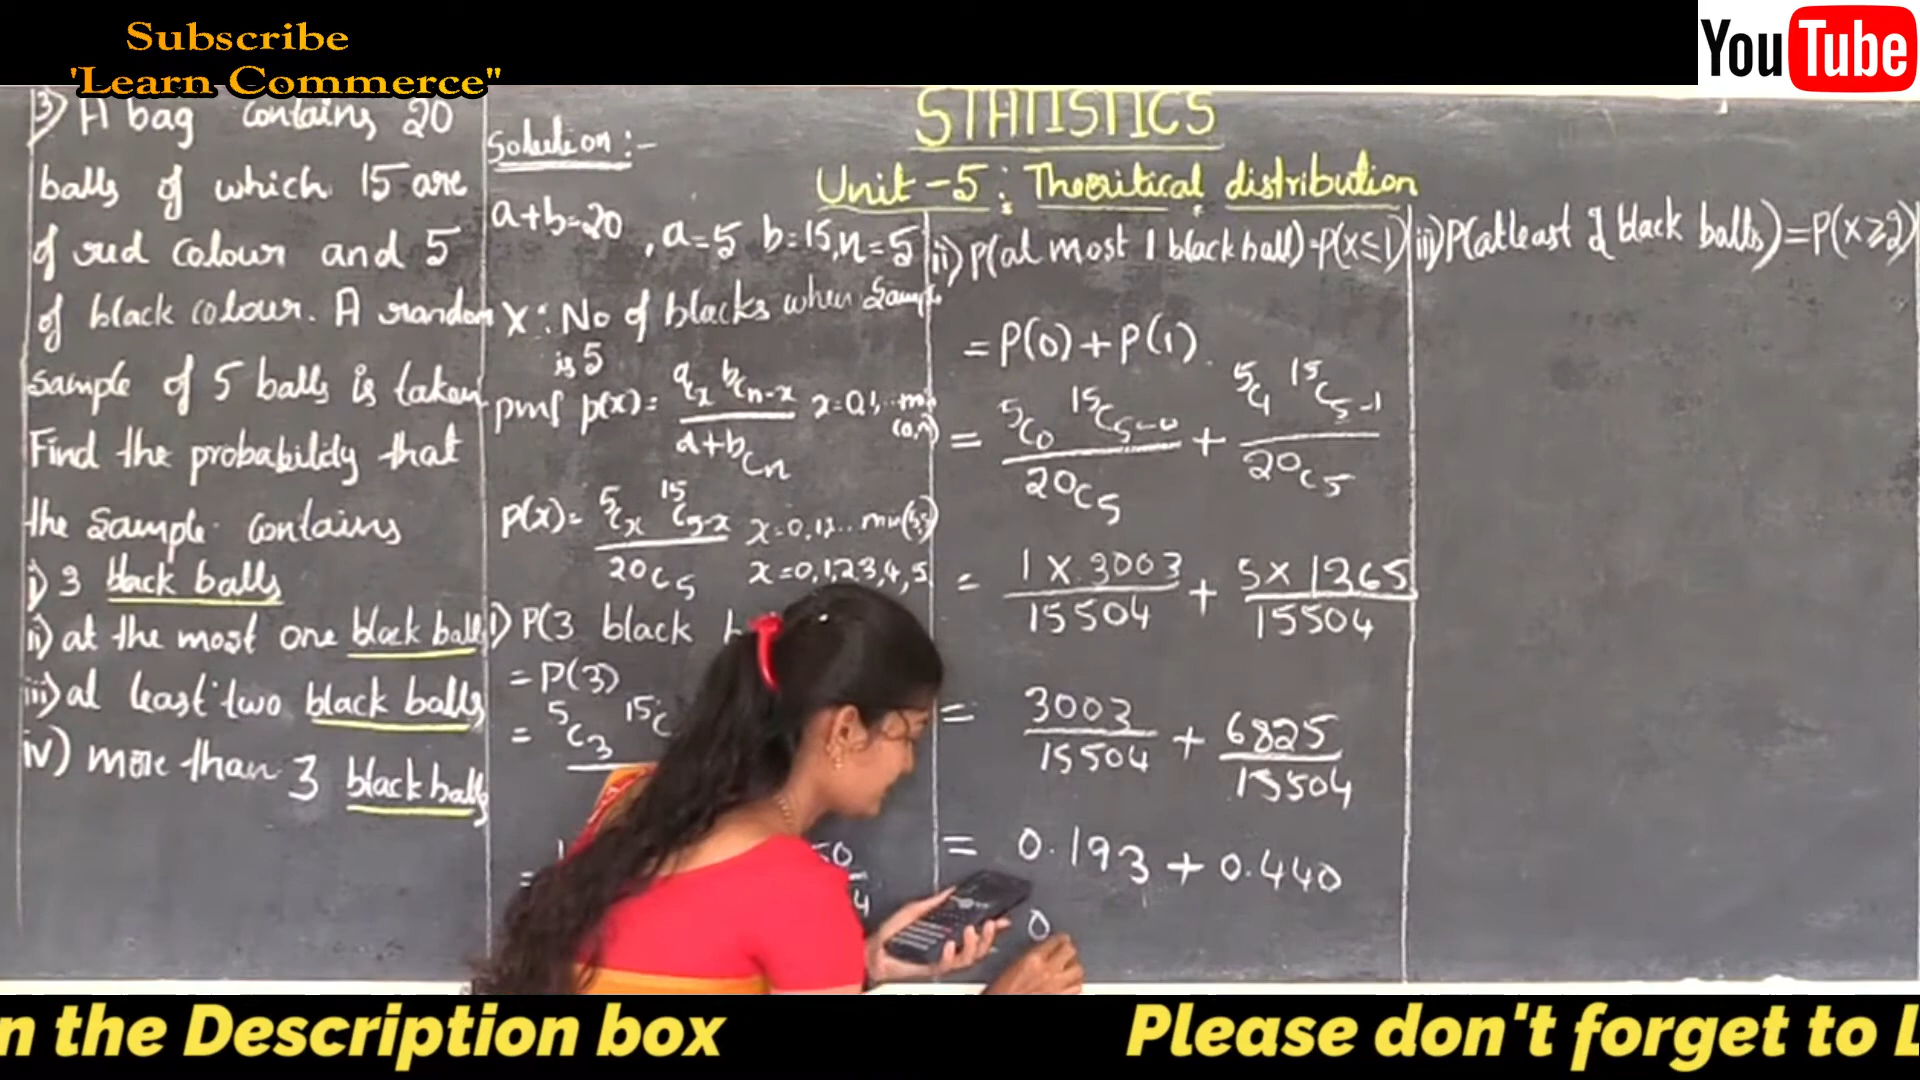 Subscribe
'Learn Commerce"
YouTube
STATISTICS
Unit-5: Theoritical distribution
3) A bag contains 20
balls of which 15 are
of red colour and 5
of black colour. A random
sample of 5 balls is taken
Find the probability that
the sample contains
i) 3 black balls
ii) at the most one black ball
iii) at least two black balls
iv) more than 3 black balls
Solution:-
a+b=20, a=5 b=15, n=5
X: No of blacks when Sample
is 5
pmf p(x)= aCx bCn-x x=0,1,.. min
a+bCn (a,n)
p(x)= 5Cx 15C5-x x=0,1,2.. min(5,5)
20C5 x=0,1,2,3,4,5
i) P(3 black
= P(3)
= 5C3 15C
50
4
ii) P(at most 1 black ball)=P(x≤1)
= P(0)+P(1)
= 5C0 15C5-0 + 5C1 15C5-1
20C5 20C5
= 1 x 3003 + 5 x 1365
15504 15504
= 3003 + 6825
15504 15504
= 0.193 + 0.440
0
iii) P(atleast 2 black balls)=P(x≥2)
n the Description box
Please don't forget to L